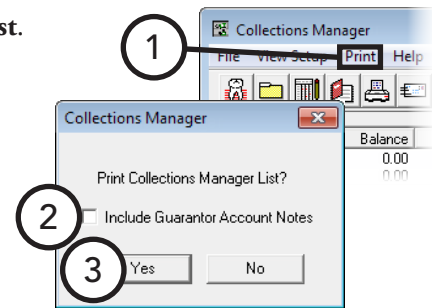 st.
1
Collections Manager
File View Setup Print Help
Collections Manager
Balance
0.00
0.00
Print Collections Manager List?
2
Include Guarantor Account Notes
3
Yes No